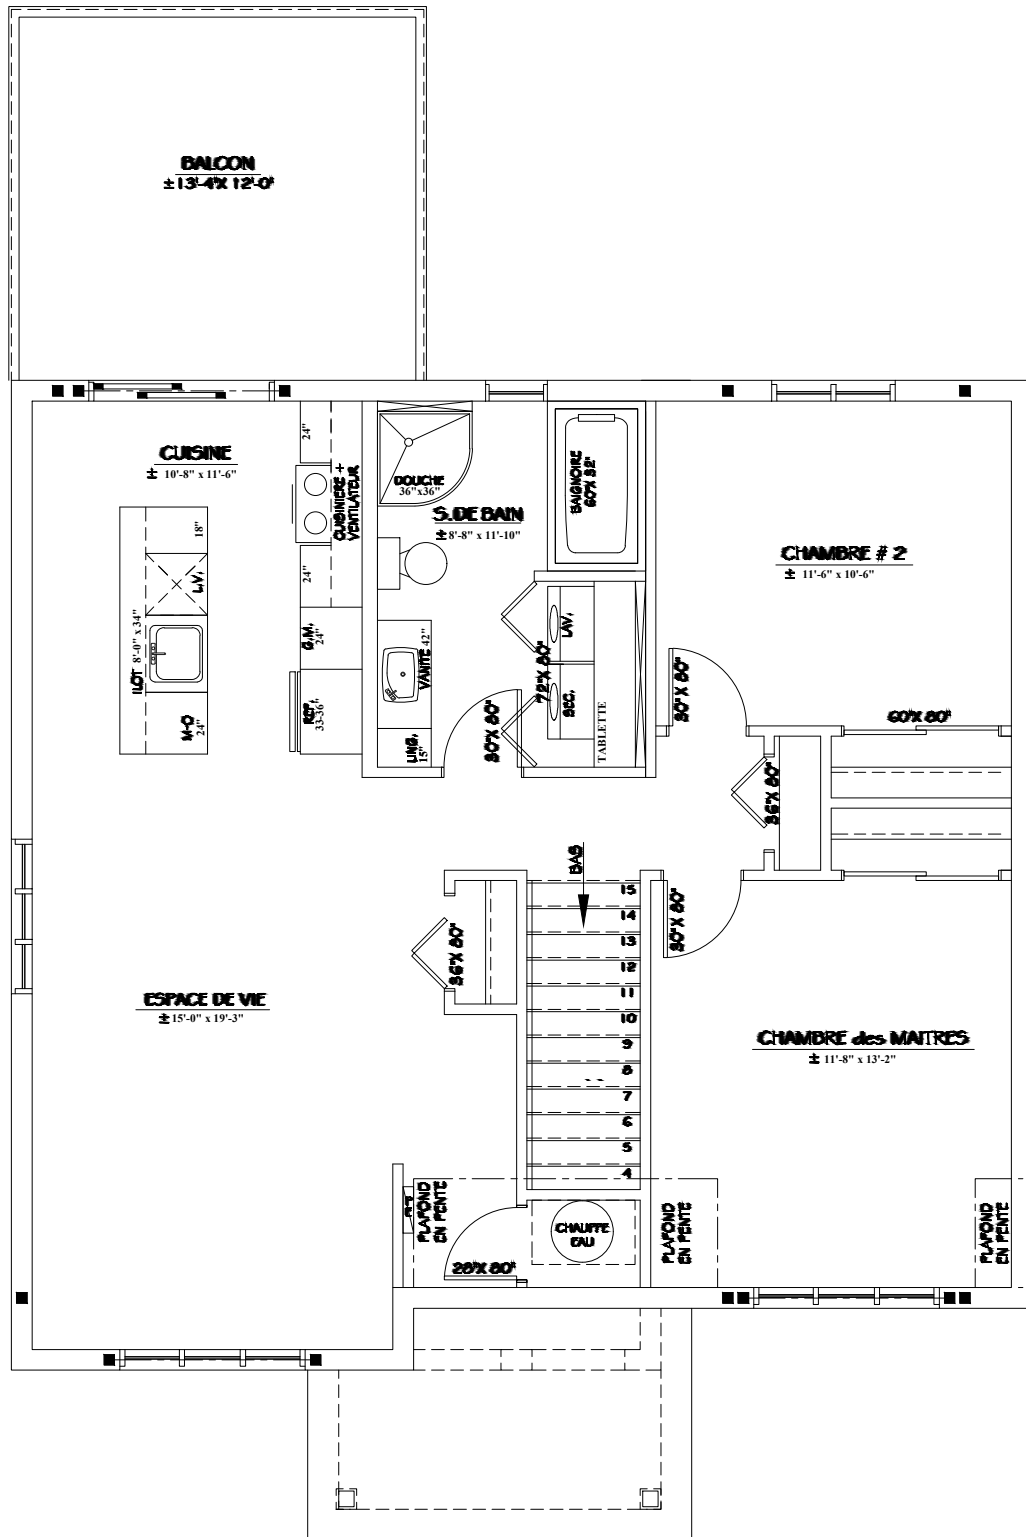 BALCON
±13'-4"X 12'-0"
CUISINE
± 10'-8" x 11'-6"
24"
CUISINIERE +
VENTILATEUR
24"
G.M.
24"
REF.
33-36"
18"
L.V.
ILOT 8'-0" x 34"
M-O
24"
DOUCHE
36"x36"
S. DE BAIN
± 8'-8" x 11'-10"
BAIGNOIRE
60"X 32"
VANITE 42"
LING.
15"
30"X 80"
72"X 80"
LAV.
SEC.
TABLETTE
CHAMBRE # 2
± 11'-6" x 10'-6"
30"X 80"
60"X 80"
36"X 80"
BAS
15
14
13
12
11
10
9
8
7
6
5
4
30"X 80"
36"X 80"
ESPACE DE VIE
± 15'-0" x 19'-3"
CHAMBRE des MAITRES
± 11'-8" x 13'-2"
PLAFOND
EN PENTE
28"X 80"
CHAUFFE
EAU
PLAFOND
EN PENTE
PLAFOND
EN PENTE